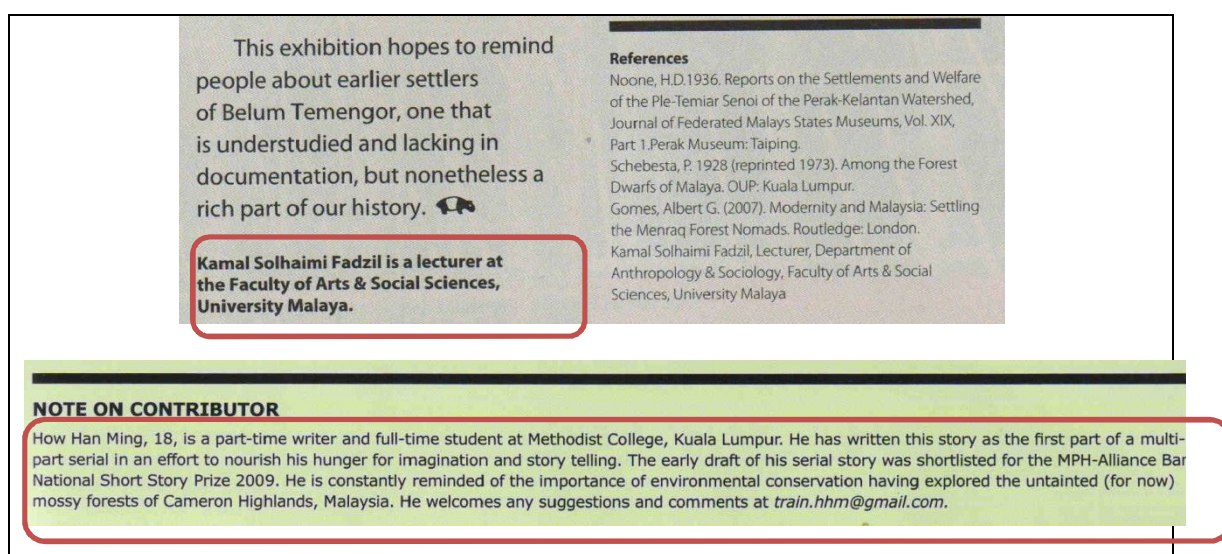 This exhibition hopes to remind
people about earlier settlers
of Belum Temengor, one that
is understudied and lacking in
documentation, but nonetheless a
rich part of our history.
Kamal Solhaimi Fadzil is a lecturer at
the Faculty of Arts & Social Sciences,
University Malaya.
References
Noone, H.D.1936. Reports on the Settlements and Welfare
of the Ple-Temiar Senoi of the Perak-Kelantan Watershed,
Journal of Federated Malays States Museums, Vol. XIX,
Part 1.Perak Museum: Taiping.
Schebesta, P. 1928 (reprinted 1973). Among the Forest
Dwarfs of Malaya. OUP: Kuala Lumpur.
Gomes, Albert G. (2007). Modernity and Malaysia: Settling
the Menraq Forest Nomads. Routledge: London.
Kamal Solhaimi Fadzil, Lecturer, Department of
Anthropology & Sociology, Faculty of Arts & Social
Sciences, University Malaya
NOTE ON CONTRIBUTOR
How Han Ming, 18, is a part-time writer and full-time student at Methodist College, Kuala Lumpur. He has written this story as the first part of a multi-
part serial in an effort to nourish his hunger for imagination and story telling. The early draft of his serial story was shortlisted for the MPH-Alliance Ban
National Short Story Prize 2009. He is constantly reminded of the importance of environmental conservation having explored the untainted (for now)
mossy forests of Cameron Highlands, Malaysia. He welcomes any suggestions and comments at train.hhm@gmail.com.